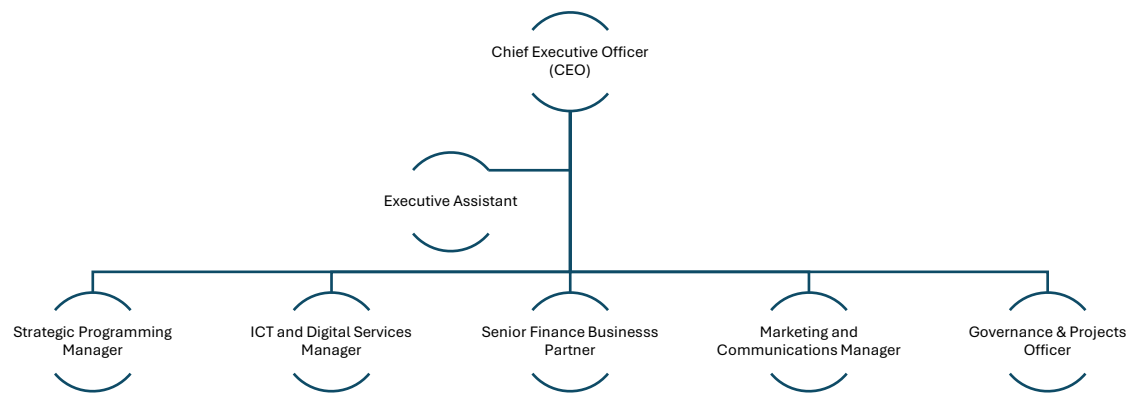 Chief Executive Officer
(CEO)
Executive Assistant
Strategic Programming
Manager
ICT and Digital Services
Manager
Senior Finance Businesss
Partner
Marketing and
Communications Manager
Governance & Projects
Officer